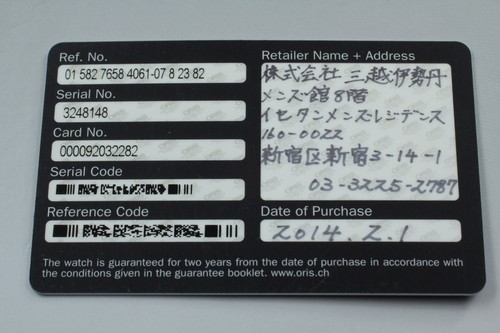 Ref. No.
01 582 7658 4061-07 8 23 82
Serial No.
3248148
Card No.
000092032282
Serial Code
Reference Code
Retailer Name + Address
株式会社 三越伊勢丹
メンズ館8階
イセタンメンズレジデンス
160-0022
新宿区新宿3-14-1
03-3225-2787
Date of Purchase
2014.2.1
The watch is guaranteed for two years from the date of purchase in accordance with
the conditions given in the guarantee booklet. www.oris.ch